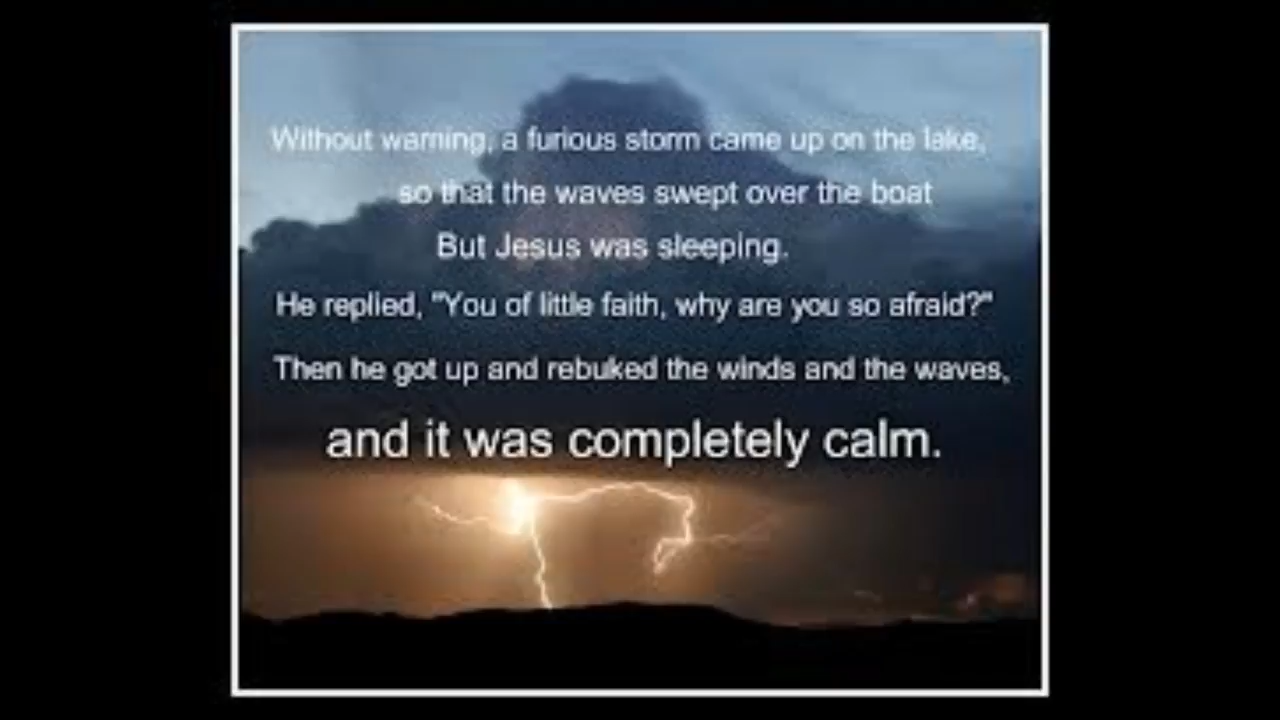 Without warning, a furious storm came up on the lake,
so that the waves swept over the boat
But Jesus was sleeping.
He replied, "You of little faith, why are you so afraid?"
Then he got up and rebuked the winds and the waves,
and it was completely calm.